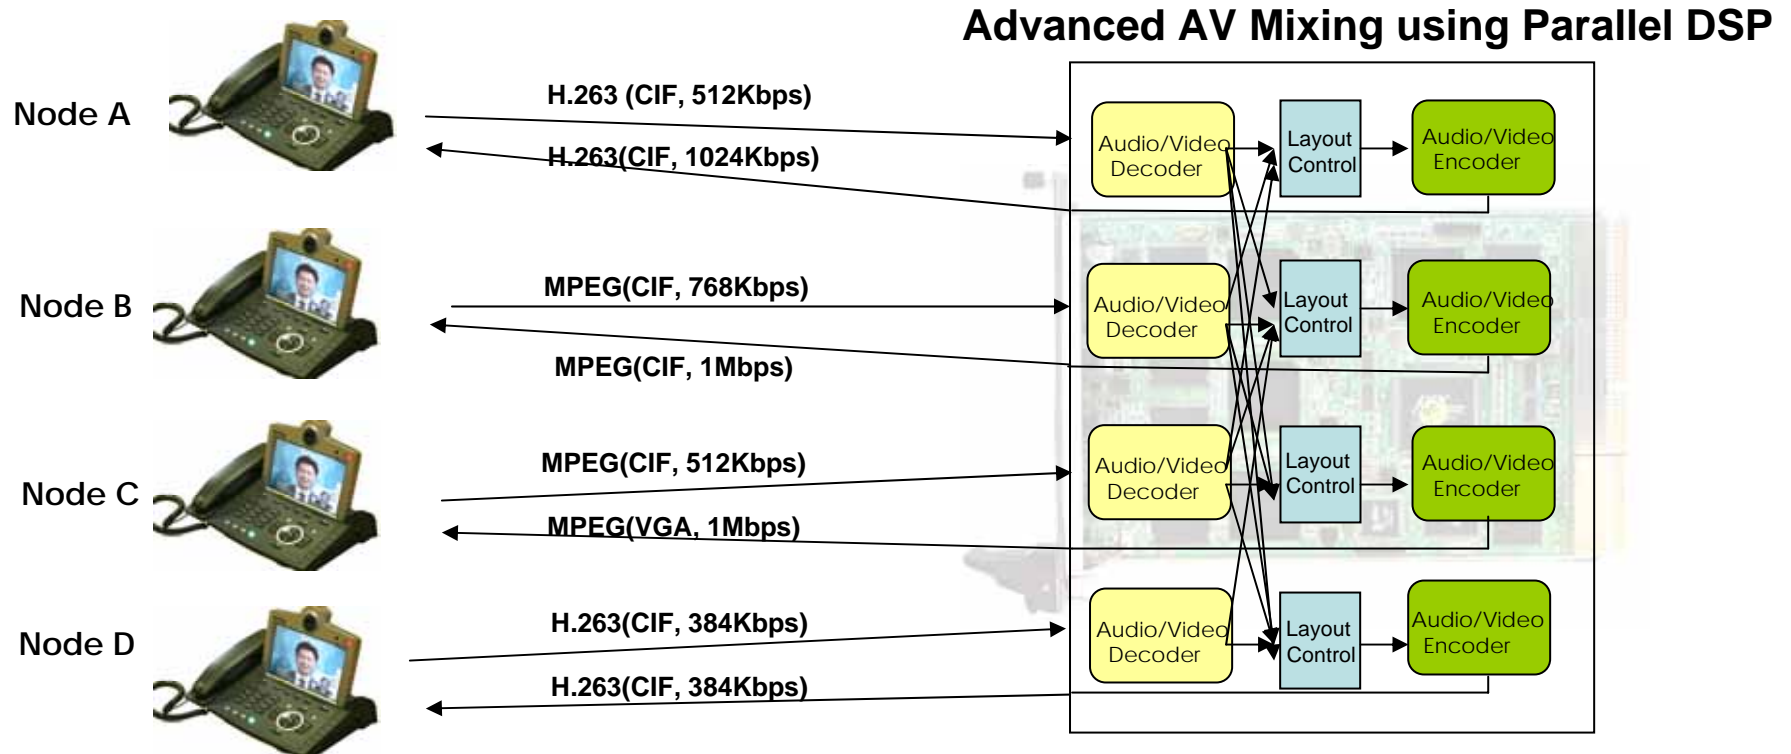 Advanced AV Mixing using Parallel DSP
Node A
H.263 (CIF, 512Kbps)
H.263(CIF, 1024Kbps)
Audio/Video
Decoder
Layout
Control
Audio/Video
Encoder
Node B
MPEG(CIF, 768Kbps)
MPEG(CIF, 1Mbps)
Audio/Video
Decoder
Layout
Control
Audio/Video
Encoder
Node C
MPEG(CIF, 512Kbps)
MPEG(VGA, 1Mbps)
Audio/Video
Decoder
Layout
Control
Audio/Video
Encoder
Node D
H.263(CIF, 384Kbps)
H.263(CIF, 384Kbps)
Audio/Video
Decoder
Layout
Control
Audio/Video
Encoder